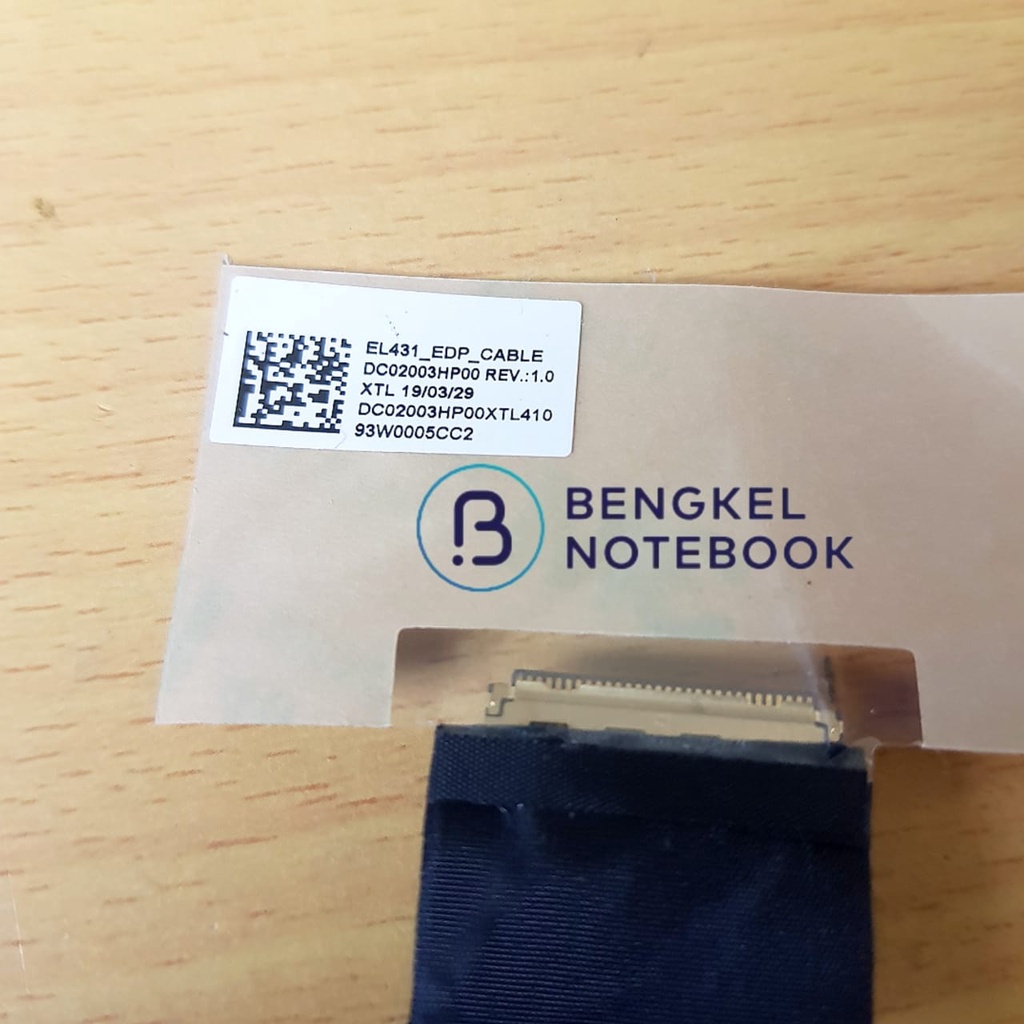 EL431_EDP_CABLE
DC02003HP00 REV.:1.0
XTL 19/03/29
DC02003HP00XTL410
93W0005CC2
BENGKEL
NOTEBOOK